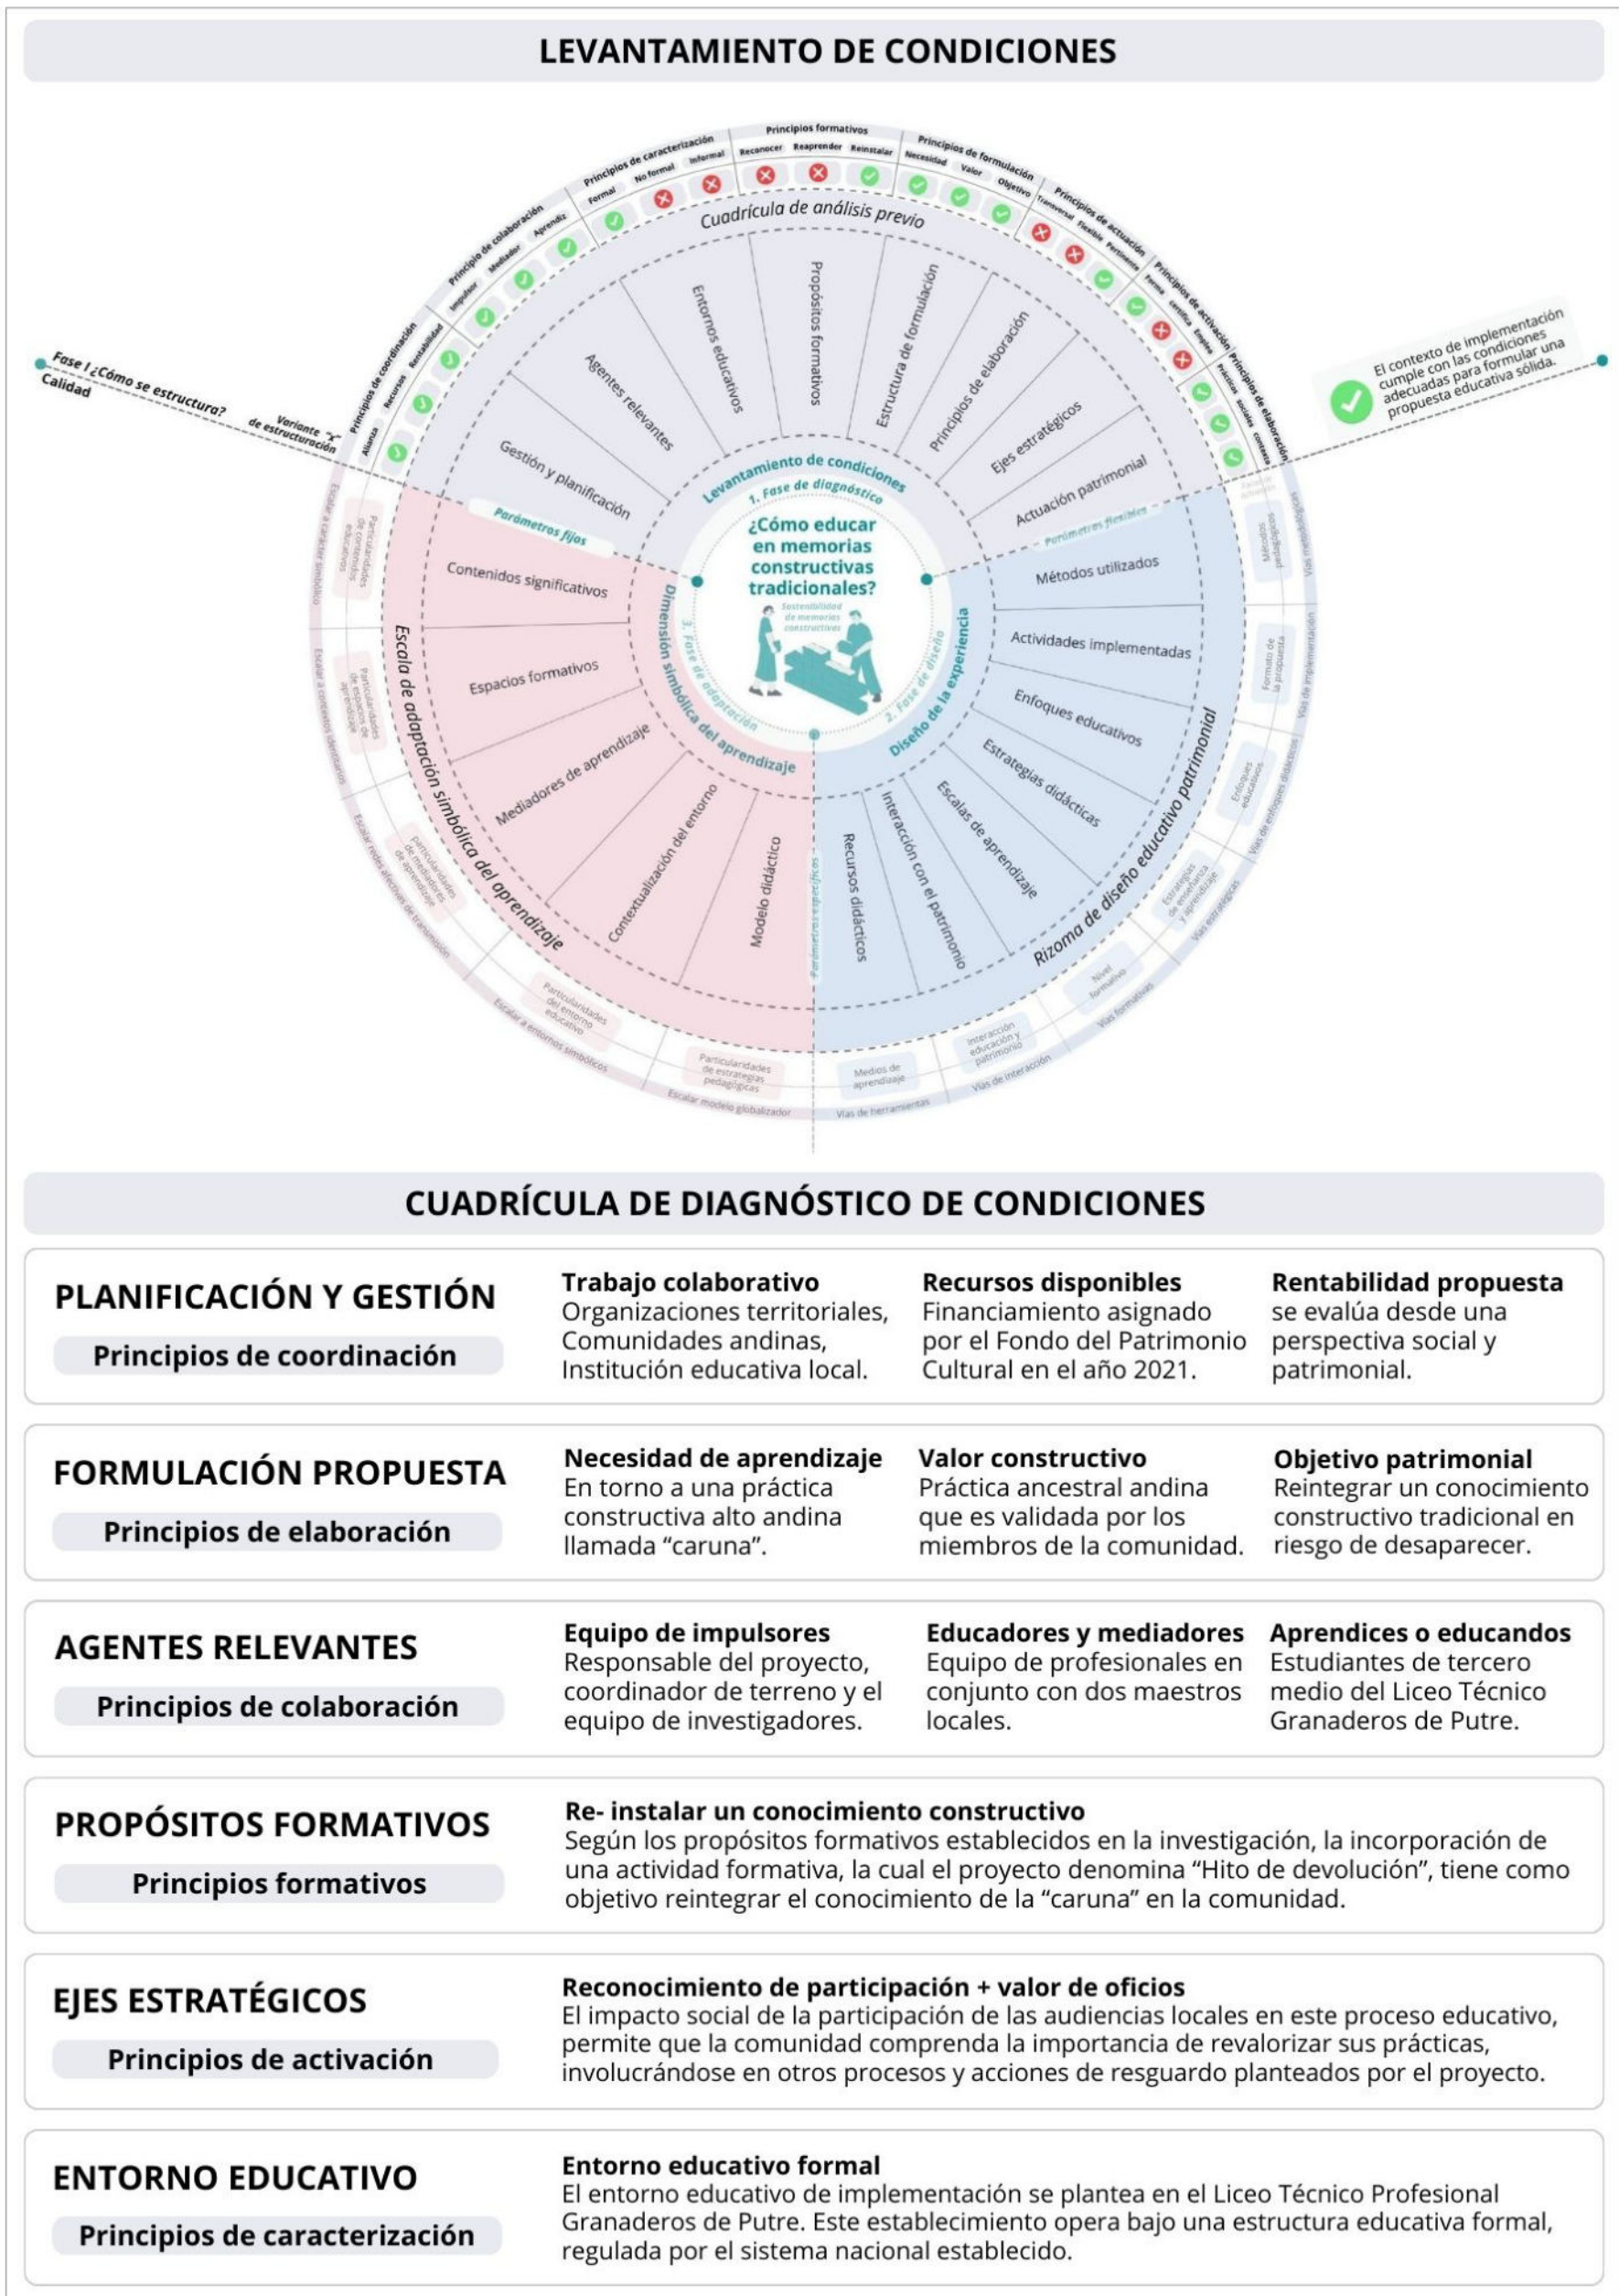 LEVANTAMIENTO DE CONDICIONES
Fase I ¿Cómo se estructura?
Calidad
Variante "x"
de estructuración
Principios de coordinación
Alianza
Recursos
Rentabilidad
Principio de colaboración
Impulsor
Mediador
Aprendiz
Principios de caracterización
Formal
No formal
Informal
Principios formativos
Reconocer
Reaprender
Reinstalar
Principios de formulación
Necesidad
Valor
Objetivo
Principios de actuación
Transversal
Flexible
Pertinente
Principios de activación
Forma
certifica
Emplea
Principios de elaboración
Prácticos
sociales
contexto
El contexto de implementación
cumple con las condiciones
adecuadas para formular una
propuesta educativa sólida.
Cuadrícula de análisis previo
Gestión y planificación
Agentes relevantes
Entornos educativos
Propósitos formativos
Estructura de formulación
Principios de elaboración
Ejes estratégicos
Actuación patrimonial
Levantamiento de condiciones
1. Fase de diagnóstico
¿Cómo educar
en memorias
constructivas
tradicionales?
Sostenibilidad
de memorias
constructivas
Parámetros fijos
Parámetros flexibles
Parámetros específicos
2. Fase de diseño
Diseño de la experiencia
3. Fase de adaptación
Dimensión simbólica del aprendizaje
Métodos utilizados
Actividades implementadas
Enfoques educativos
Estrategias didácticas
Escalas de aprendizaje
Interacción con el patrimonio
Recursos didácticos
Rizoma de diseño educativo patrimonial
Contenidos significativos
Espacios formativos
Mediadores de aprendizaje
Contextualización del entorno
Modelo didáctico
Escala de adaptación simbólica del aprendizaje
Métodos
pedagógicos
Vías metodológicas
Formato de
la propuesta
Vías de implementación
Enfoques
educativos
Vías de enfoques didácticos
Estrategias
de enseñanza
y aprendizaje
Vías estratégicas
Nivel
formativo
Vías formativas
Interacción
educación y
patrimonio
Vías de interacción
Medios de
aprendizaje
Vías de herramientas
Particularidades
de estrategias
pedagógicas
Escalar modelo globalizador
Particularidades
del entorno
educativo
Escalar a entornos simbólicos
Particularidades
de mediadores
de aprendizaje
Escalar redes afectivas de transmisión
Particularidades
de espacios de
aprendizaje
Escalar a contextos identitarios
Particularidades
de contenidos
educativos
Escalar a carácter simbólico
CUADRÍCULA DE DIAGNÓSTICO DE CONDICIONES
PLANIFICACIÓN Y GESTIÓN
Principios de coordinación
Trabajo colaborativo
Organizaciones territoriales,
Comunidades andinas,
Institución educativa local.
Recursos disponibles
Financiamiento asignado
por el Fondo del Patrimonio
Cultural en el año 2021.
Rentabilidad propuesta
se evalúa desde una
perspectiva social y
patrimonial.
FORMULACIÓN PROPUESTA
Principios de elaboración
Necesidad de aprendizaje
En torno a una práctica
constructiva alto andina
llamada “caruna”.
Valor constructivo
Práctica ancestral andina
que es validada por los
miembros de la comunidad.
Objetivo patrimonial
Reintegrar un conocimiento
constructivo tradicional en
riesgo de desaparecer.
AGENTES RELEVANTES
Principios de colaboración
Equipo de impulsores
Responsable del proyecto,
coordinador de terreno y el
equipo de investigadores.
Educadores y mediadores
Equipo de profesionales en
conjunto con dos maestros
locales.
Aprendices o educandos
Estudiantes de tercero
medio del Liceo Técnico
Granaderos de Putre.
PROPÓSITOS FORMATIVOS
Principios formativos
Re- instalar un conocimiento constructivo
Según los propósitos formativos establecidos en la investigación, la incorporación de
una actividad formativa, la cual el proyecto denomina “Hito de devolución”, tiene como
objetivo reintegrar el conocimiento de la “caruna” en la comunidad.
EJES ESTRATÉGICOS
Principios de activación
Reconocimiento de participación + valor de oficios
El impacto social de la participación de las audiencias locales en este proceso educativo,
permite que la comunidad comprenda la importancia de revalorizar sus prácticas,
involucrándose en otros procesos y acciones de resguardo planteados por el proyecto.
ENTORNO EDUCATIVO
Principios de caracterización
Entorno educativo formal
El entorno educativo de implementación se plantea en el Liceo Técnico Profesional
Granaderos de Putre. Este establecimiento opera bajo una estructura educativa formal,
regulada por el sistema nacional establecido.